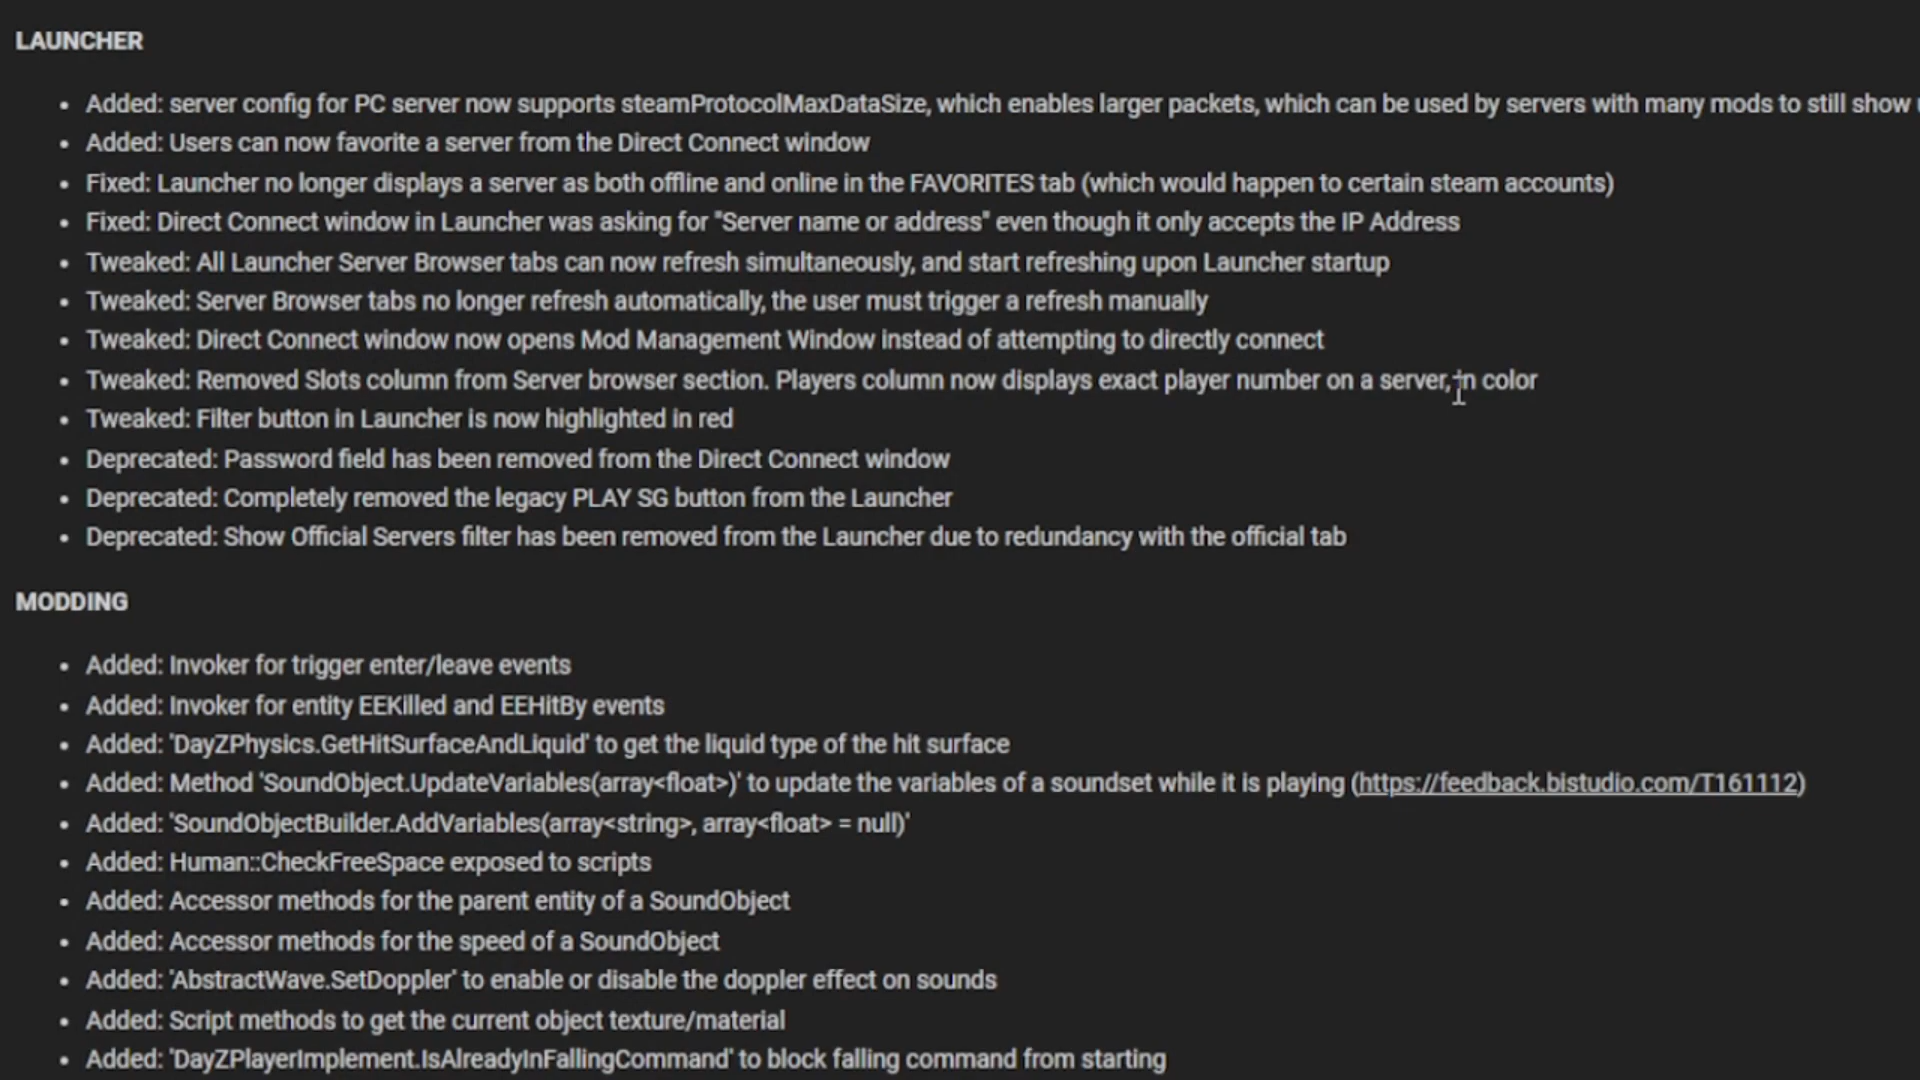 LAUNCHER
• Added: server config for PC server now supports steamProtocolMaxDataSize, which enables larger packets, which can be used by servers with many mods to still show
• Added: Users can now favorite a server from the Direct Connect window
• Fixed: Launcher no longer displays a server as both offline and online in the FAVORITES tab (which would happen to certain steam accounts)
• Fixed: Direct Connect window in Launcher was asking for "Server name or address" even though it only accepts the IP Address
• Tweaked: All Launcher Server Browser tabs can now refresh simultaneously, and start refreshing upon Launcher startup
• Tweaked: Server Browser tabs no longer refresh automatically, the user must trigger a refresh manually
• Tweaked: Direct Connect window now opens Mod Management Window instead of attempting to directly connect
• Tweaked: Removed Slots column from Server browser section. Players column now displays exact player number on a server, in color
• Tweaked: Filter button in Launcher is now highlighted in red
• Deprecated: Password field has been removed from the Direct Connect window
• Deprecated: Completely removed the legacy PLAY SG button from the Launcher
• Deprecated: Show Official Servers filter has been removed from the Launcher due to redundancy with the official tab
MODDING
• Added: Invoker for trigger enter/leave events
• Added: Invoker for entity EEKilled and EEHitBy events
• Added: 'DayZPhysics.GetHitSurfaceAndLiquid' to get the liquid type of the hit surface
• Added: Method 'SoundObject.UpdateVariables(array<float>)' to update the variables of a soundset while it is playing (https://feedback.bistudio.com/T161112)
• Added: 'SoundObjectBuilder.AddVariables(array<string>, array<float> = null)'
• Added: Human::CheckFreeSpace exposed to scripts
• Added: Accessor methods for the parent entity of a SoundObject
• Added: Accessor methods for the speed of a SoundObject
• Added: 'AbstractWave.SetDoppler' to enable or disable the doppler effect on sounds
• Added: Script methods to get the current object texture/material
• Added: 'DayZPlayerImplement.IsAlreadyInFallingCommand' to block falling command from starting